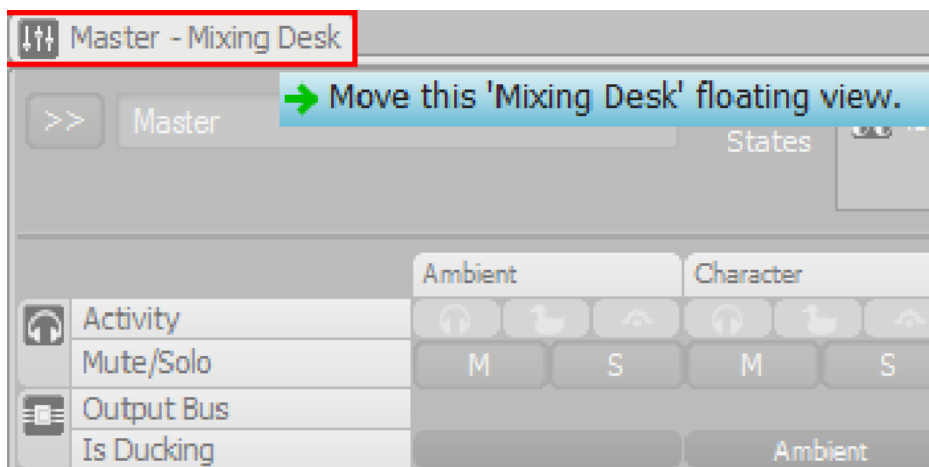 Master - Mixing Desk
Move this 'Mixing Desk' floating view.
>> Master
States
Ambient Character
Activity
Mute/Solo M S M S
Output Bus
Is Ducking Ambient